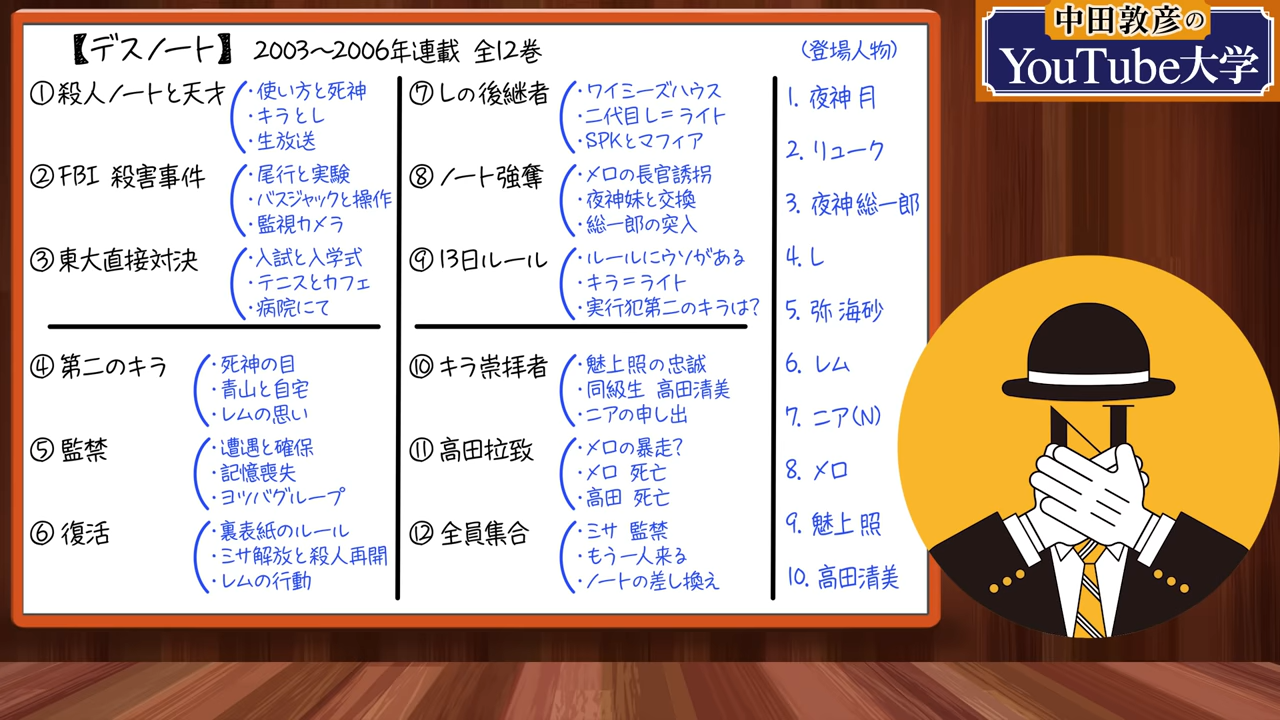 【デスノート】 2003〜2006年連載 全12巻
①殺人ノートと天才
・使い方と死神
・キラとL
・生放送
②FBI 殺害事件
・尾行と実験
・バスジャックと操作
・監視カメラ
③東大直接対決
・入試と入学式
・テニスとカフェ
・病院にて
④第二のキラ
・死神の目
・青山と自宅
・レムの思い
⑤監禁
・遭遇と確保
・記憶喪失
・ヨツバグループ
⑥復活
・裏表紙のルール
・ミサ解放と殺人再開
・レムの行動
⑦Lの後継者
・ワイミーズハウス
・二代目L=ライト
・SPKとマフィア
⑧ノート強奪
・メロの長官誘拐
・夜神妹と交換
・総一郎の突入
⑨13日ルール
・ルールにウソがある
・キラ=ライト
・実行犯第二のキラは?
⑩キラ崇拝者
・魅上照の忠誠
・同級生 高田清美
・ニアの申し出
⑪高田拉致
・メロの暴走?
・メロ 死亡
・高田 死亡
⑫全員集合
・ミサ 監禁
・もう一人来る
・ノートの差し換え
(登場人物)
1. 夜神 月
2. リューク
3. 夜神総一郎
4. L
5. 弥 海砂
6. レム
7. ニア(N)
8. メロ
9. 魅上 照
10. 高田清美
中田敦彦の
YouTube大学
N